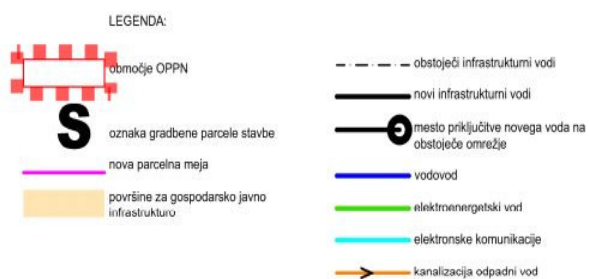 LEGENDA:
območje OPPN
S
oznaka gradbene parcele stavbe
nova parcelna meja
površine za gospodarsko javno
infrastrukturo
obstoječi infrastrukturni vodi
novi infrastrukturni vodi
mesto priključitve novega voda na
obstoječe omrežje
vodovod
elektroenergetski vod
elektronske komunikacije
kanalizacija odpadni vod